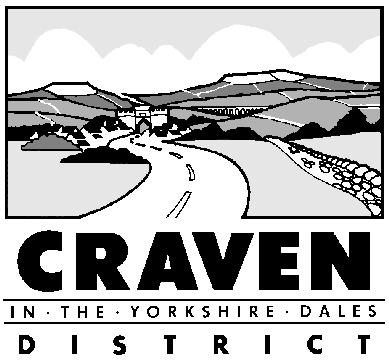 CRAVEN
IN · THE · YORKSHIRE · DALES
DISTRICT